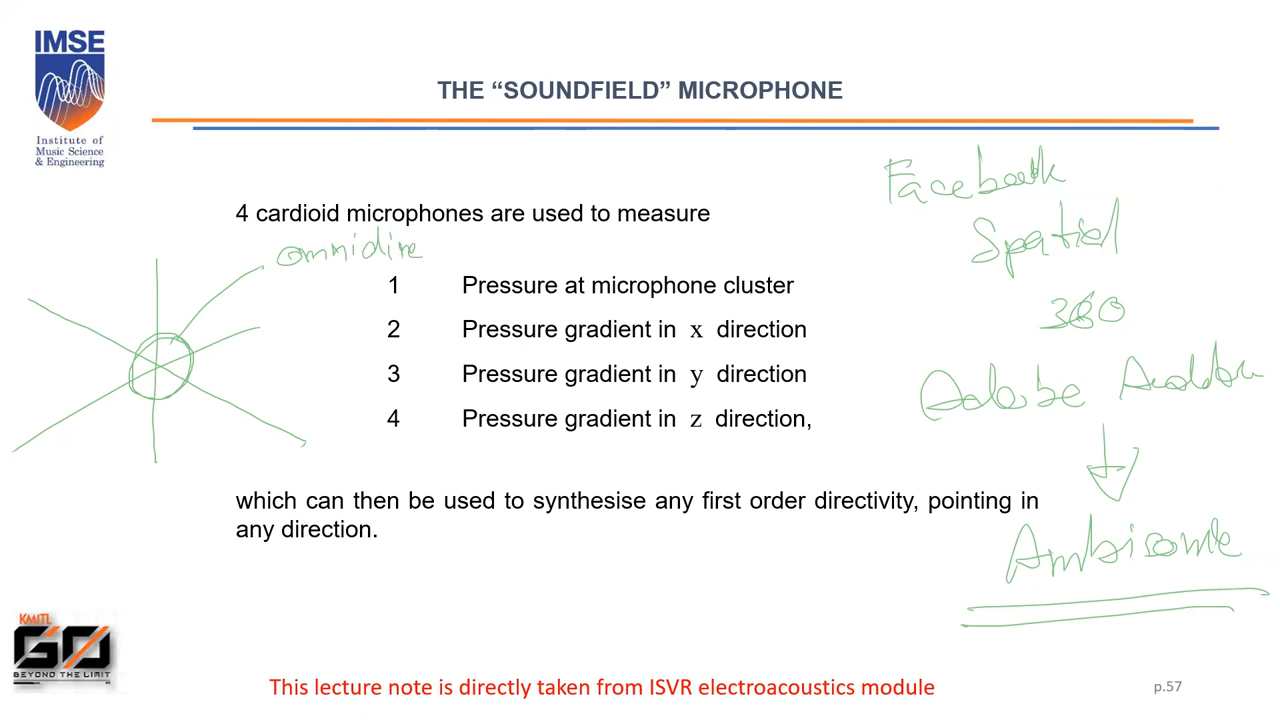 IMSE
Institute of
Music Science
& Engineering
THE “SOUNDFIELD” MICROPHONE
Facebook
Spatial
360
4 cardioid microphones are used to measure
omnidire
1 Pressure at microphone cluster
2 Pressure gradient in x direction
3 Pressure gradient in y direction
4 Pressure gradient in z direction,
Adobe
which can then be used to synthesise any first order directivity, pointing in
any direction.
KMITL
GO
BEYOND THE LIMIT
This lecture note is directly taken from ISVR electroacoustics module
p.57